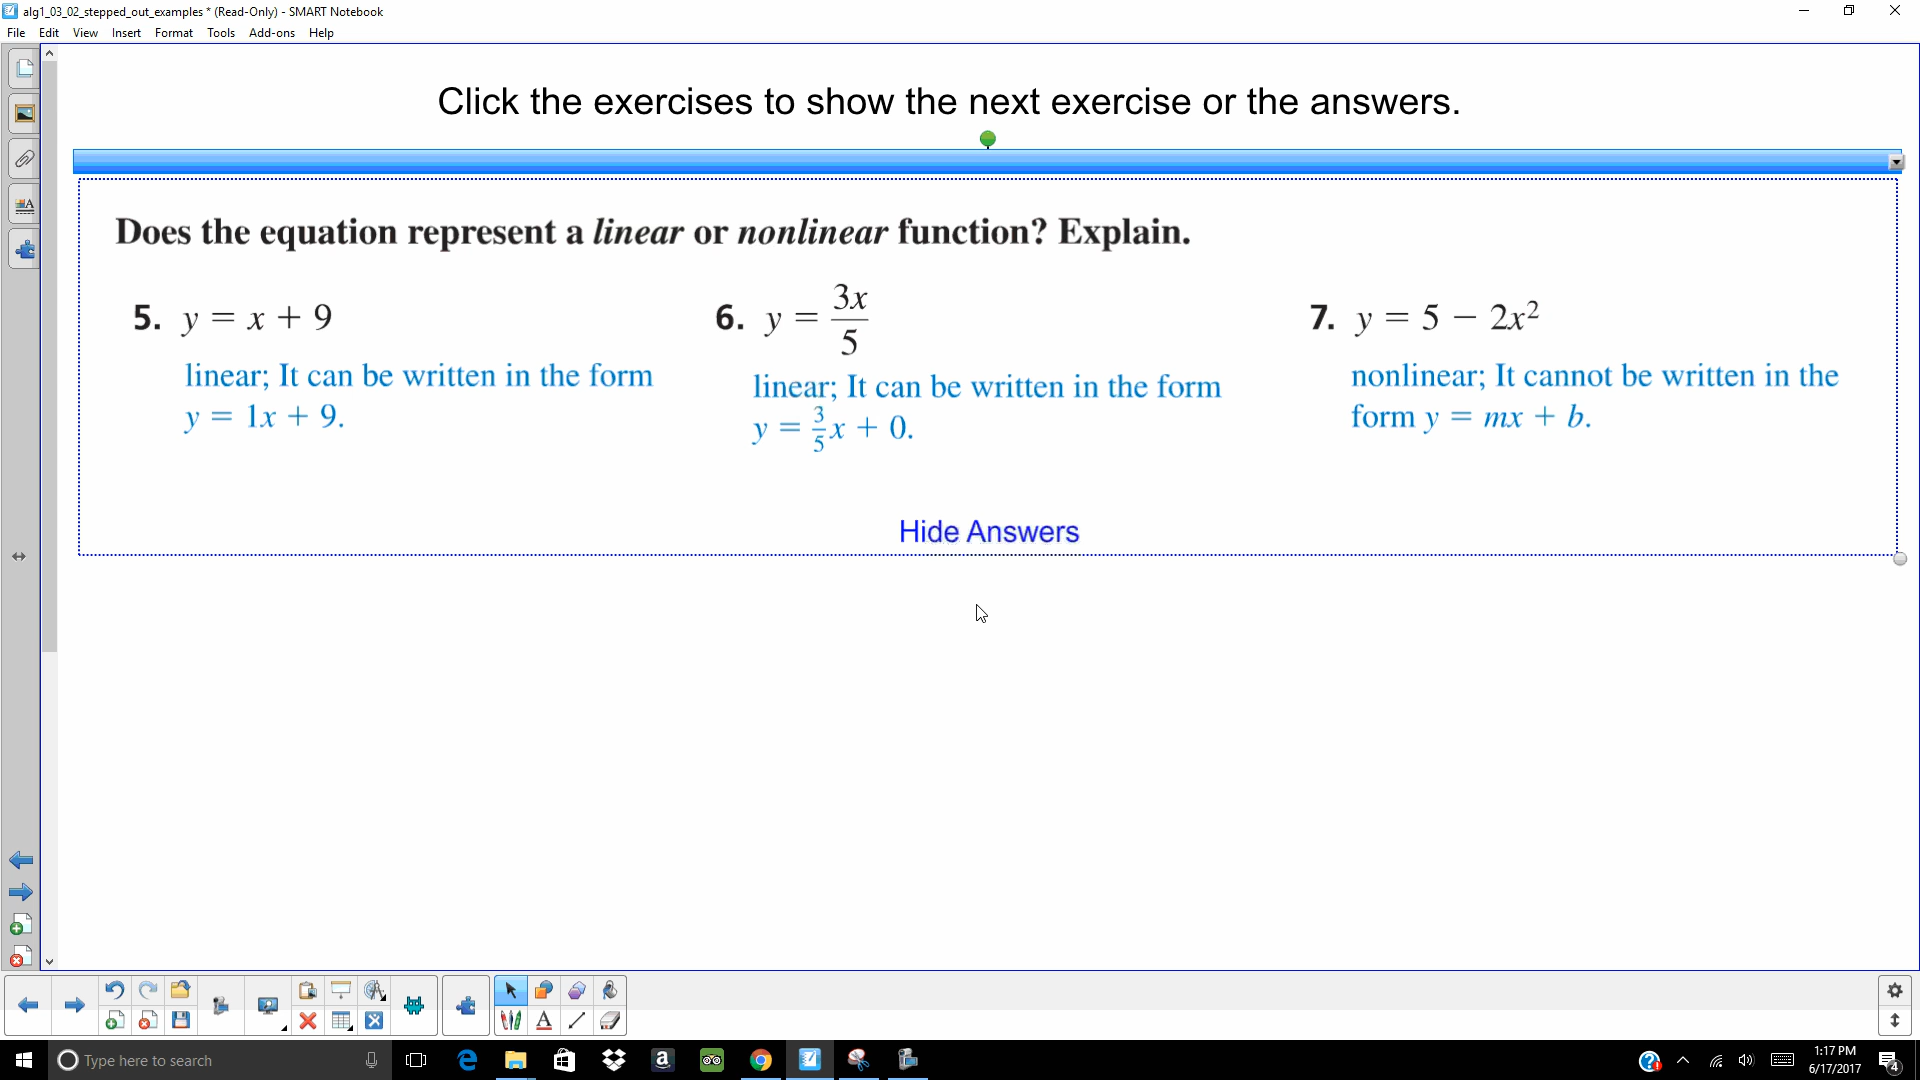 alg1_03_02_stepped_out_examples * (Read-Only) - SMART Notebook
File Edit View Insert Format Tools Add-ons Help
Click the exercises to show the next exercise or the answers.
Does the equation represent a linear or nonlinear function? Explain.
5. y = x + 9
linear; It can be written in the form
y = 1x + 9.
6. y = 3x/5
linear; It can be written in the form
y = 3/5 x + 0.
7. y = 5 − 2x²
nonlinear; It cannot be written in the
form y = mx + b.
Hide Answers
Type here to search
1:17 PM
6/17/2017
4